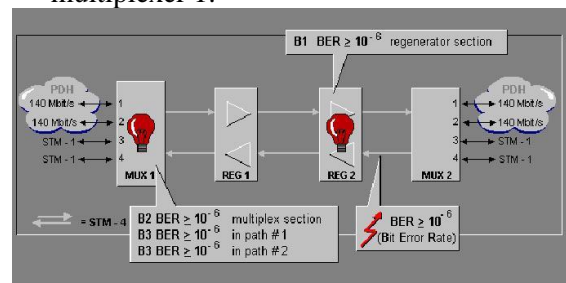 multiplexer 1.
B1 BER ≥ 10⁻⁶ regenerator section
PDH
140 Mbit/s
140 Mbit/s
STM - 1
STM - 1
1
2
3
4
MUX 1
REG 1
REG 2
1
2
3
4
MUX 2
PDH
140 Mbit/s
140 Mbit/s
STM - 1
STM - 1
= STM - 4
B2 BER ≥ 10⁻⁶ multiplex section
B3 BER ≥ 10⁻⁶ in path #1
B3 BER ≥ 10⁻⁶ in path #2
BER ≥ 10⁻⁶
(Bit Error Rate)